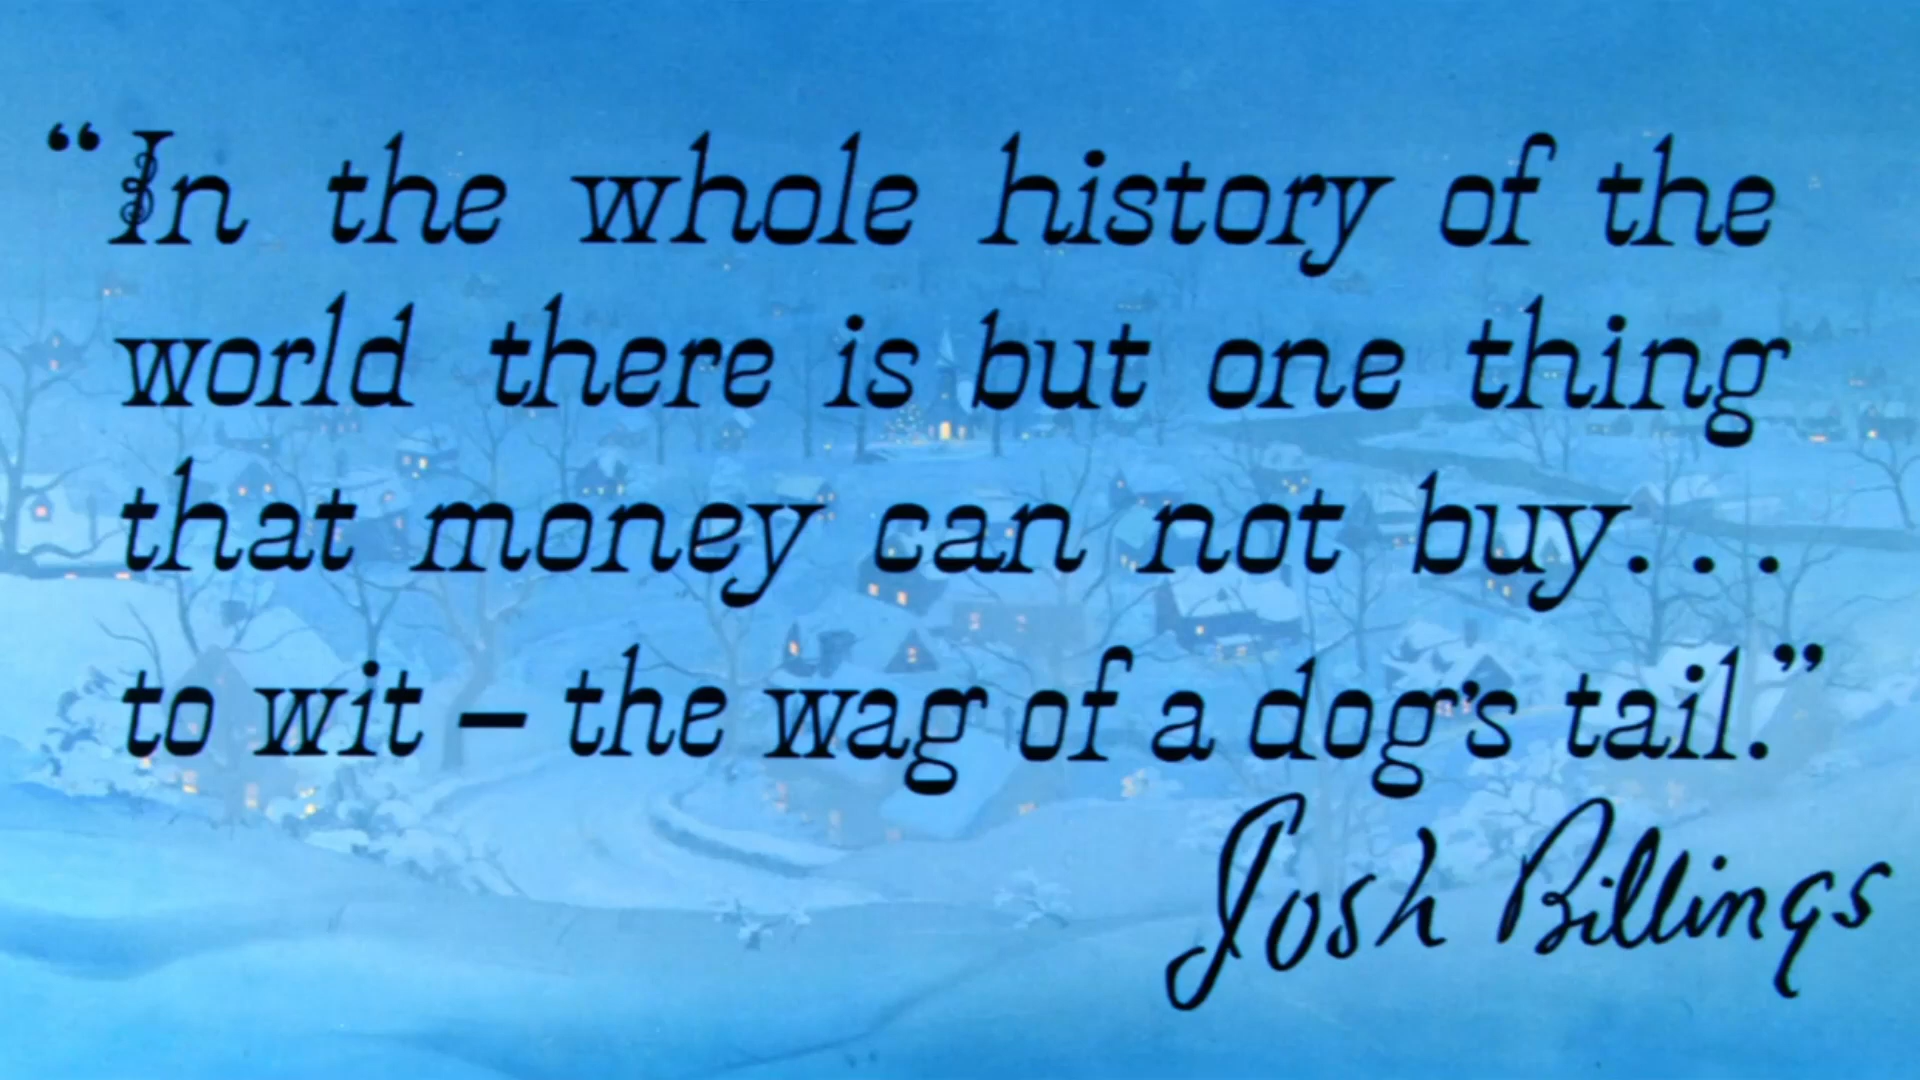 “In the whole history of the
world there is but one thing
that money can not buy...
to wit – the wag of a dog's tail.”
Josh Billings